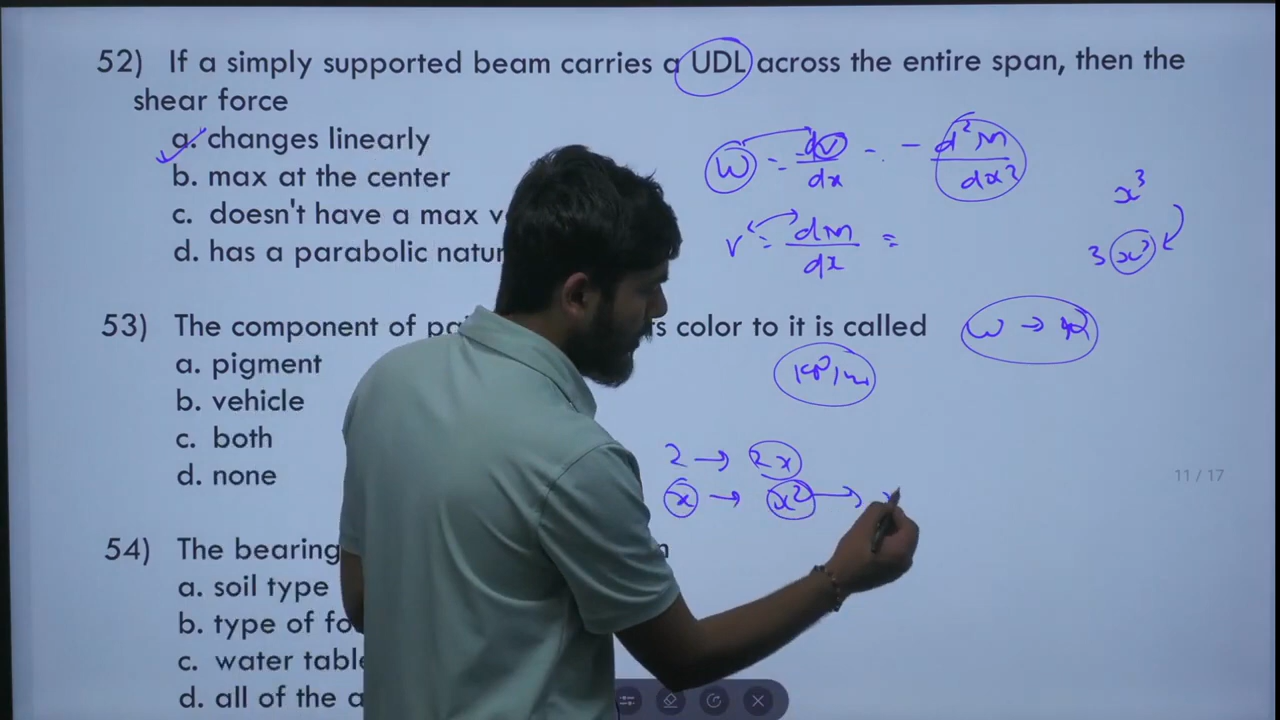 52) If a simply supported beam carries a UDL across the entire span, then the
shear force
a. changes linearly
b. max at the center
c. doesn't have a max v
d. has a parabolic natur
w = dv/dx = - d²M/dx²
v = dM/dx =
x³
3x²
53) The component of s color to it is called
a. pigment
b. vehicle
c. both
d. none
w →
2 → 2x
x → x² →
11 / 17
54) The bearing
a. soil type
b. type of fo
c. water table
d. all of the a